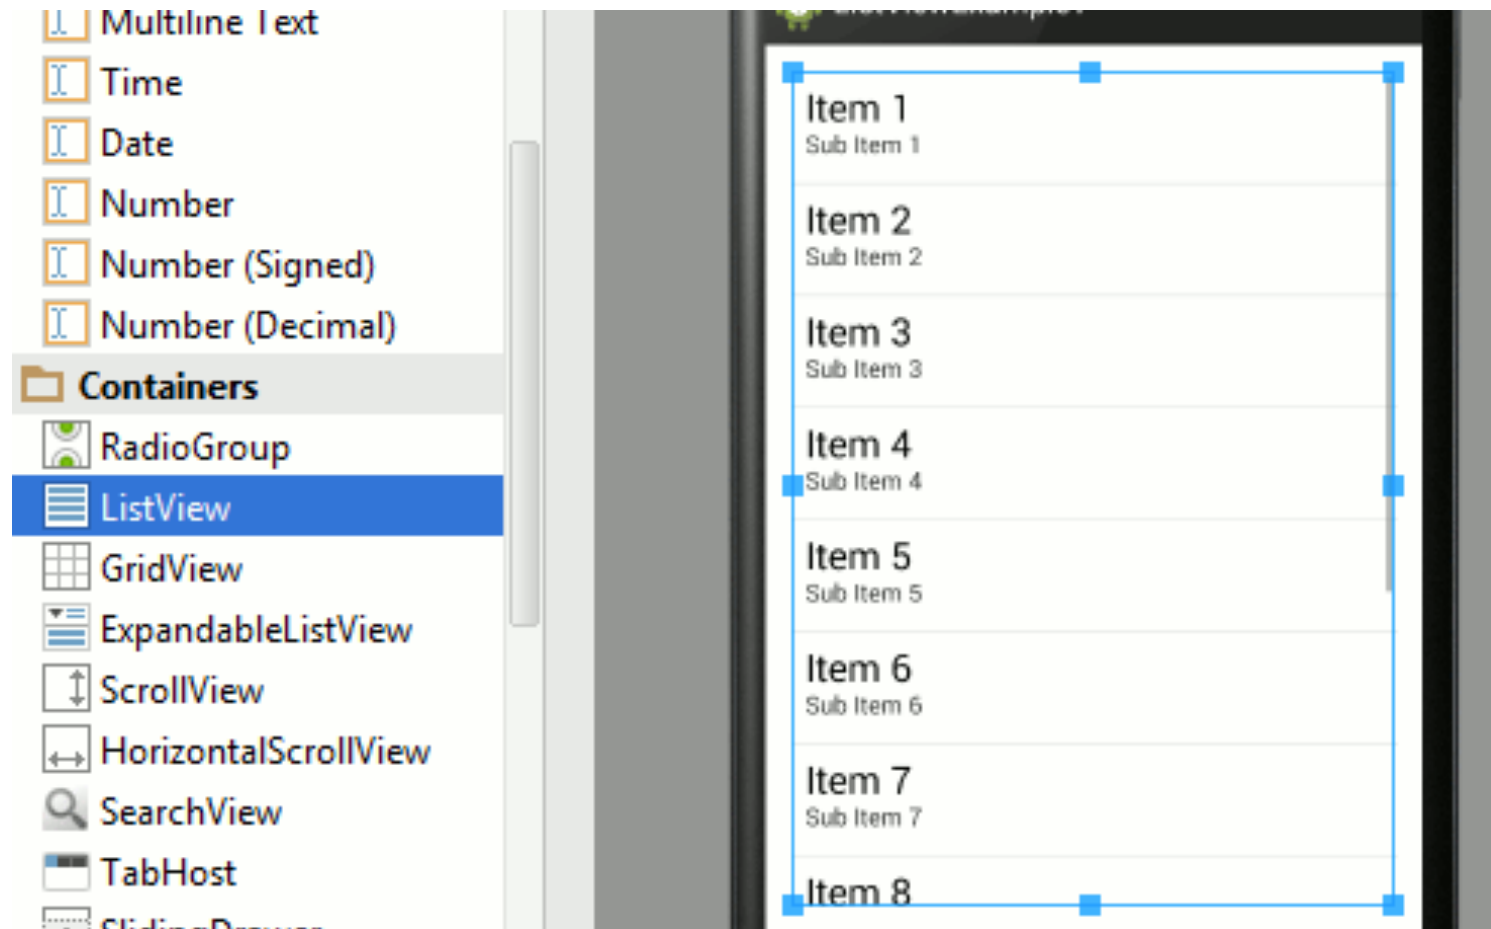 Multiline Text
Time
Date
Number
Number (Signed)
Number (Decimal)
Containers
RadioGroup
ListView
GridView
ExpandableListView
ScrollView
HorizontalScrollView
SearchView
TabHost
SlidingDrawer
Item 1
Sub Item 1
Item 2
Sub Item 2
Item 3
Sub Item 3
Item 4
Sub Item 4
Item 5
Sub Item 5
Item 6
Sub Item 6
Item 7
Sub Item 7
Item 8